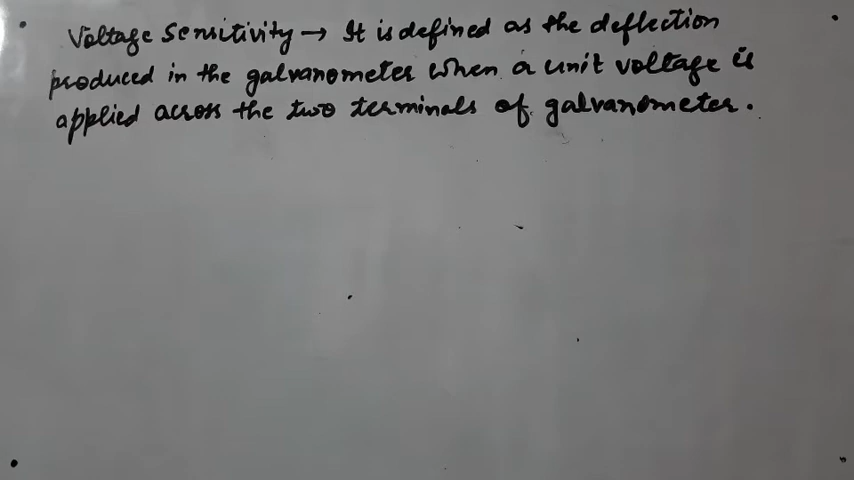 Voltage Sensitivity → It is defined as the deflection
produced in the galvanometer when a unit voltage is
applied across the two terminals of galvanometer.